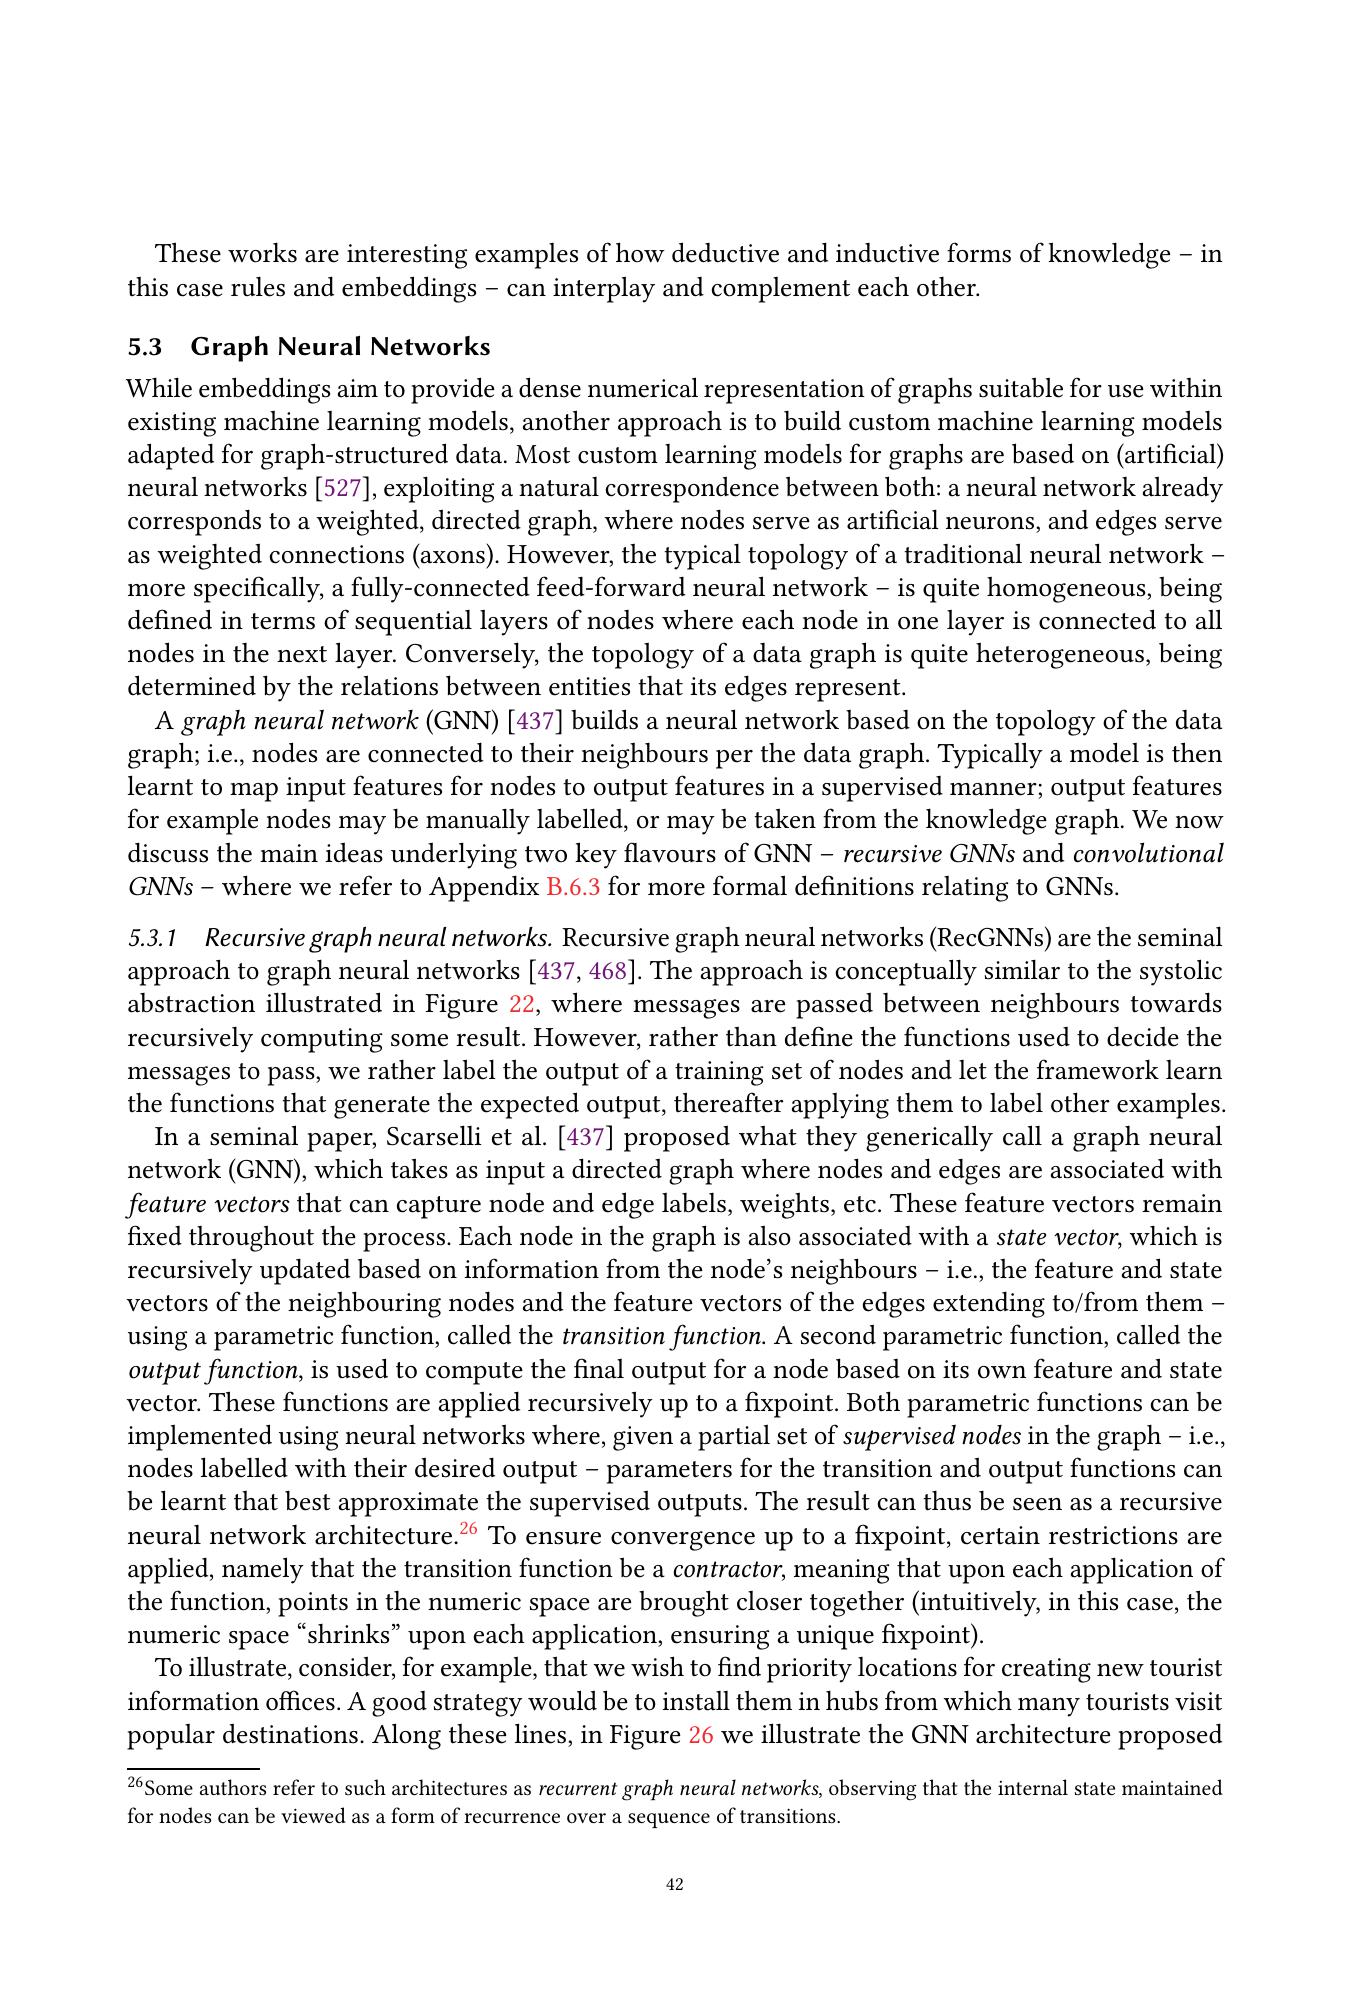 These works are interesting examples of how deductive and inductive forms of knowledge – in
this case rules and embeddings – can interplay and complement each other.
5.3 Graph Neural Networks
While embeddings aim to provide a dense numerical representation of graphs suitable for use within
existing machine learning models, another approach is to build custom machine learning models
adapted for graph-structured data. Most custom learning models for graphs are based on (artificial)
neural networks [527], exploiting a natural correspondence between both: a neural network already
corresponds to a weighted, directed graph, where nodes serve as artificial neurons, and edges serve
as weighted connections (axons). However, the typical topology of a traditional neural network –
more specifically, a fully-connected feed-forward neural network – is quite homogeneous, being
defined in terms of sequential layers of nodes where each node in one layer is connected to all
nodes in the next layer. Conversely, the topology of a data graph is quite heterogeneous, being
determined by the relations between entities that its edges represent.
A graph neural network (GNN) [437] builds a neural network based on the topology of the data
graph; i.e., nodes are connected to their neighbours per the data graph. Typically a model is then
learnt to map input features for nodes to output features in a supervised manner; output features
for example nodes may be manually labelled, or may be taken from the knowledge graph. We now
discuss the main ideas underlying two key flavours of GNN – recursive GNNs and convolutional
GNNs – where we refer to Appendix B.6.3 for more formal definitions relating to GNNs.
5.3.1 Recursive graph neural networks. Recursive graph neural networks (RecGNNs) are the seminal
approach to graph neural networks [437, 468]. The approach is conceptually similar to the systolic
abstraction illustrated in Figure 22, where messages are passed between neighbours towards
recursively computing some result. However, rather than define the functions used to decide the
messages to pass, we rather label the output of a training set of nodes and let the framework learn
the functions that generate the expected output, thereafter applying them to label other examples.
In a seminal paper, Scarselli et al. [437] proposed what they generically call a graph neural
network (GNN), which takes as input a directed graph where nodes and edges are associated with
feature vectors that can capture node and edge labels, weights, etc. These feature vectors remain
fixed throughout the process. Each node in the graph is also associated with a state vector, which is
recursively updated based on information from the node's neighbours – i.e., the feature and state
vectors of the neighbouring nodes and the feature vectors of the edges extending to/from them –
using a parametric function, called the transition function. A second parametric function, called the
output function, is used to compute the final output for a node based on its own feature and state
vector. These functions are applied recursively up to a fixpoint. Both parametric functions can be
implemented using neural networks where, given a partial set of supervised nodes in the graph – i.e.,
nodes labelled with their desired output – parameters for the transition and output functions can
be learnt that best approximate the supervised outputs. The result can thus be seen as a recursive
neural network architecture.26 To ensure convergence up to a fixpoint, certain restrictions are
applied, namely that the transition function be a contractor, meaning that upon each application of
the function, points in the numeric space are brought closer together (intuitively, in this case, the
numeric space “shrinks” upon each application, ensuring a unique fixpoint).
To illustrate, consider, for example, that we wish to find priority locations for creating new tourist
information offices. A good strategy would be to install them in hubs from which many tourists visit
popular destinations. Along these lines, in Figure 26 we illustrate the GNN architecture proposed
26Some authors refer to such architectures as recurrent graph neural networks, observing that the internal state maintained
for nodes can be viewed as a form of recurrence over a sequence of transitions.
42